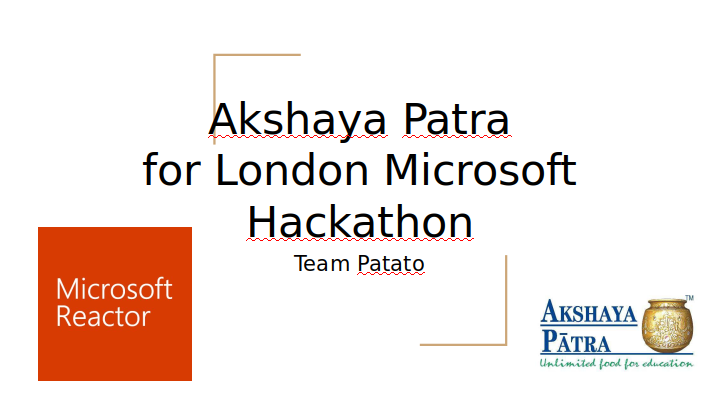 Akshaya Patra
for London Microsoft
Hackathon
Team Patato
Microsoft
Reactor
AKSHAYA
PĀTRA
TM
Unlimited food for education